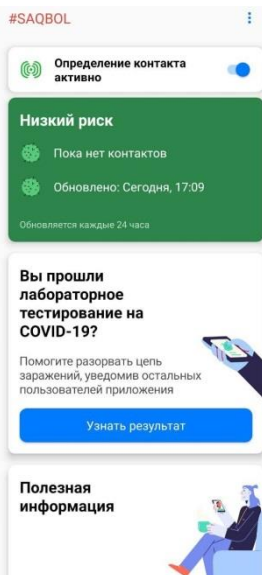 #SAQBOL
Определение контакта
активно
Низкий риск
Пока нет контактов
Обновлено: Сегодня, 17:09
Обновляется каждые 24 часа
Вы прошли
лабораторное
тестирование на
COVID-19?
Помогите разорвать цепь
заражений, уведомив остальных
пользователей приложения
Узнать результат
Полезная
информация